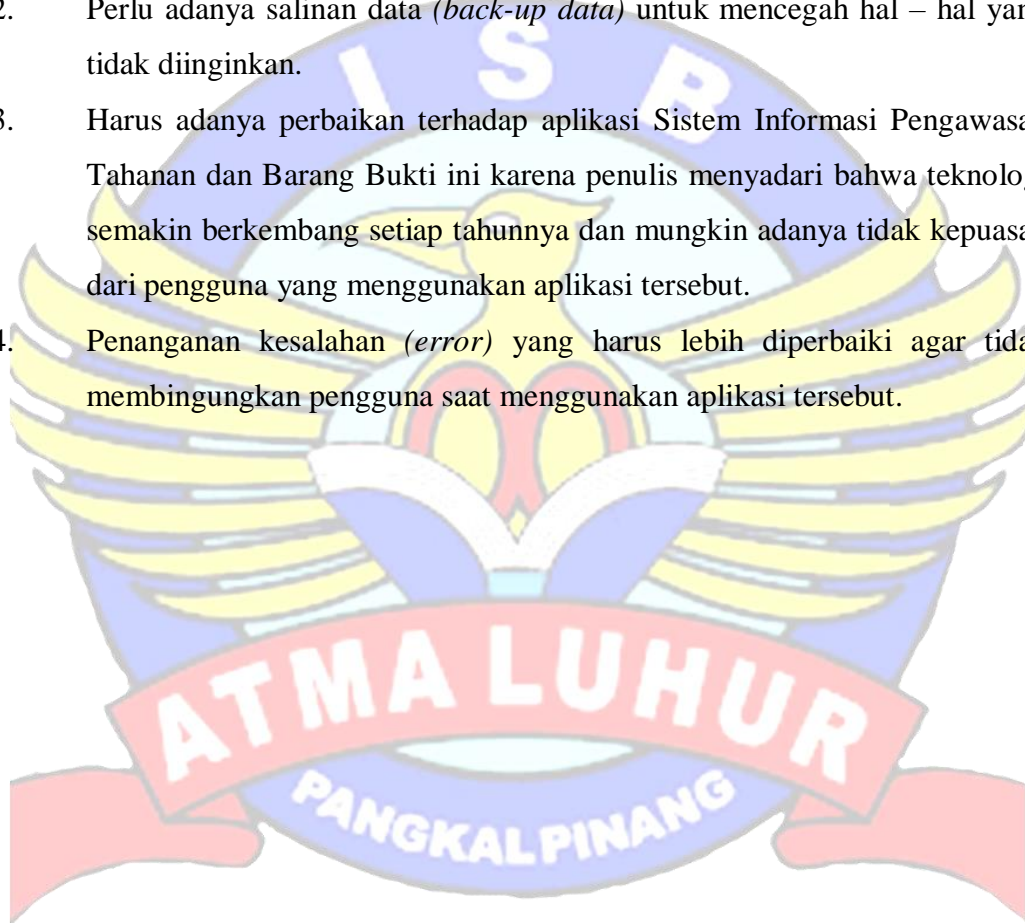 2. Perlu adanya salinan data (back-up data) untuk mencegah hal – hal yan
tidak diinginkan.
3. Harus adanya perbaikan terhadap aplikasi Sistem Informasi Pengawasa
Tahanan dan Barang Bukti ini karena penulis menyadari bahwa teknolog
semakin berkembang setiap tahunnya dan mungkin adanya tidak kepuasa
dari pengguna yang menggunakan aplikasi tersebut.
4. Penanganan kesalahan (error) yang harus lebih diperbaiki agar tida
membingungkan pengguna saat menggunakan aplikasi tersebut.
I S B
ATMA LUHUR
PANGKALPINANG